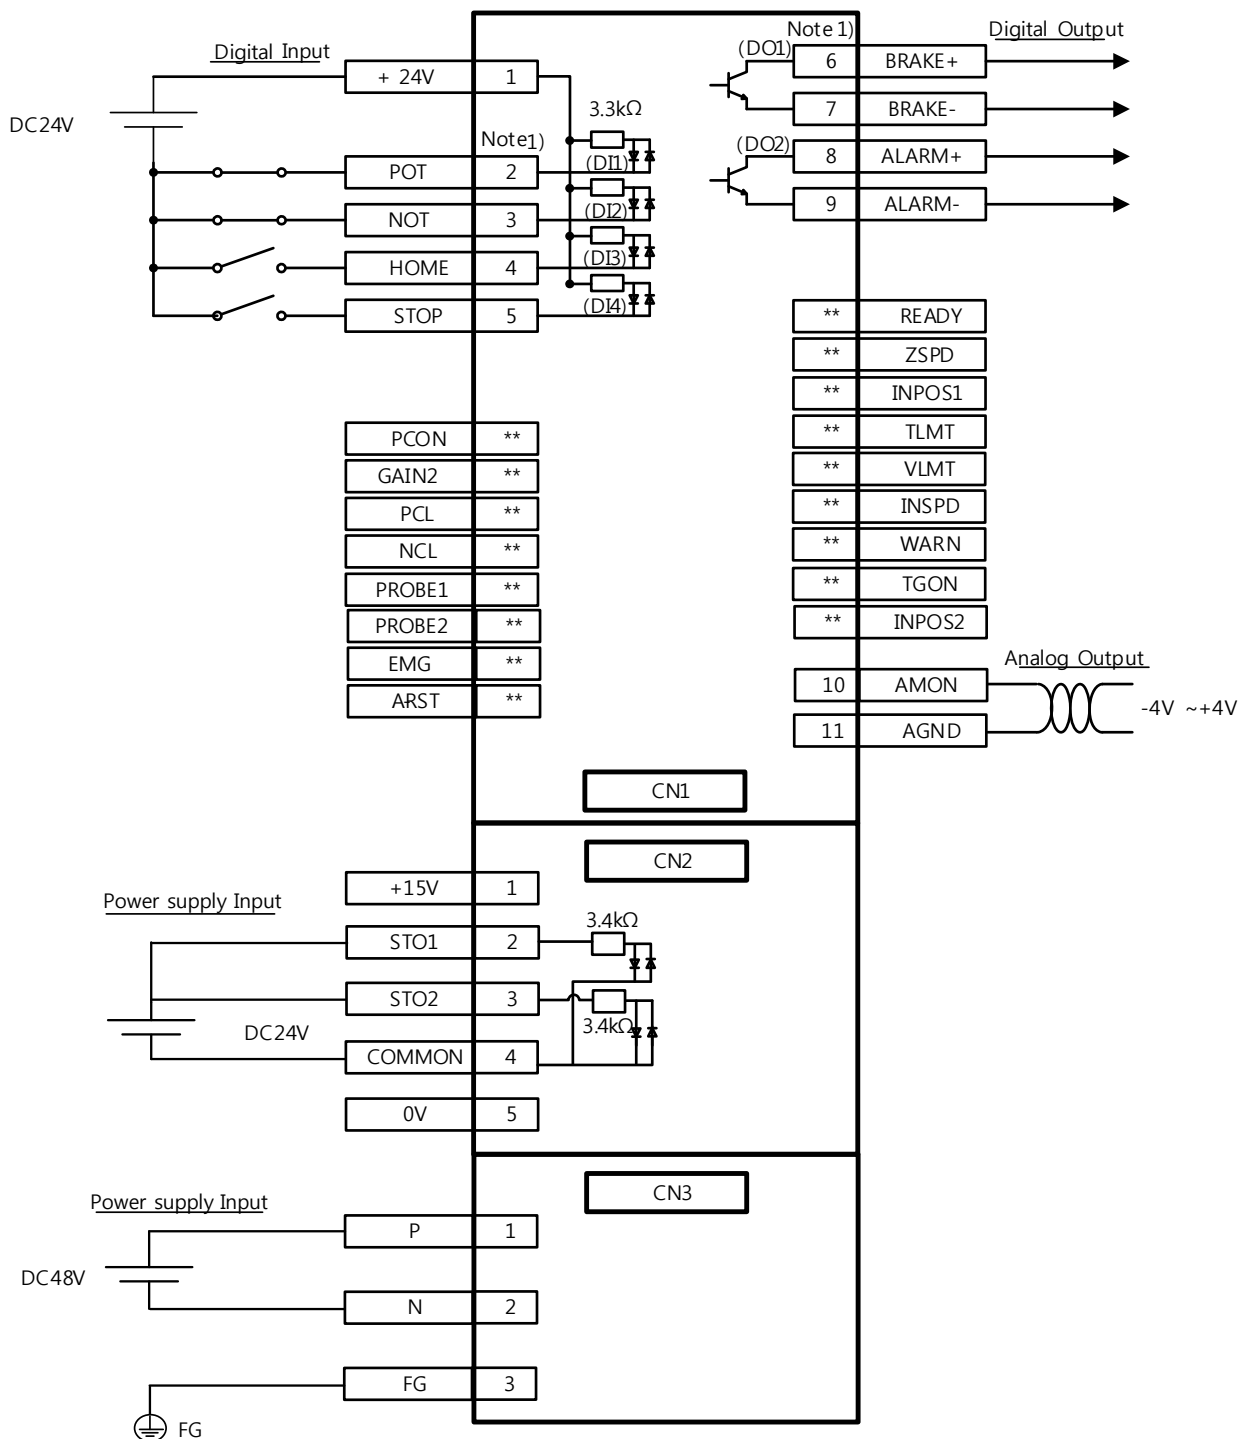 Note 1)
Digital Output
Digital Input
(DO1)
6 BRAKE+
+ 24V 1
DC24V
3.3kΩ
7 BRAKE-
Note1)
(DO2)
8 ALARM+
POT 2
(DI1)
9 ALARM-
NOT 3
(DI2)
HOME 4
(DI3)
STOP 5
(DI4)
** READY
** ZSPD
** INPOS1
** TLMT
** VLMT
** INSPD
** WARN
** TGON
** INPOS2
PCON **
GAIN2 **
PCL **
NCL **
PROBE1 **
PROBE2 **
EMG **
ARST **
Analog Output
10 AMON
-4V ~+4V
11 AGND
CN1
CN2
+15V 1
Power supply Input
3.4kΩ
STO1 2
STO2 3
3.4kΩ
DC24V
COMMON 4
0V 5
CN3
Power supply Input
P 1
DC48V
N 2
FG 3
FG